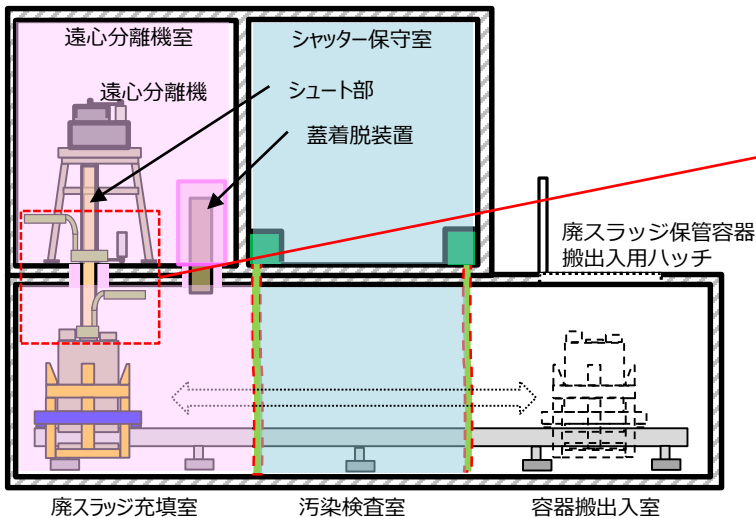 遠心分離機室
シャッター保守室
遠心分離機
シュート部
蓋着脱装置
廃スラッジ保管容器
搬出入用ハッチ
廃スラッジ充填室
汚染検査室
容器搬出入室